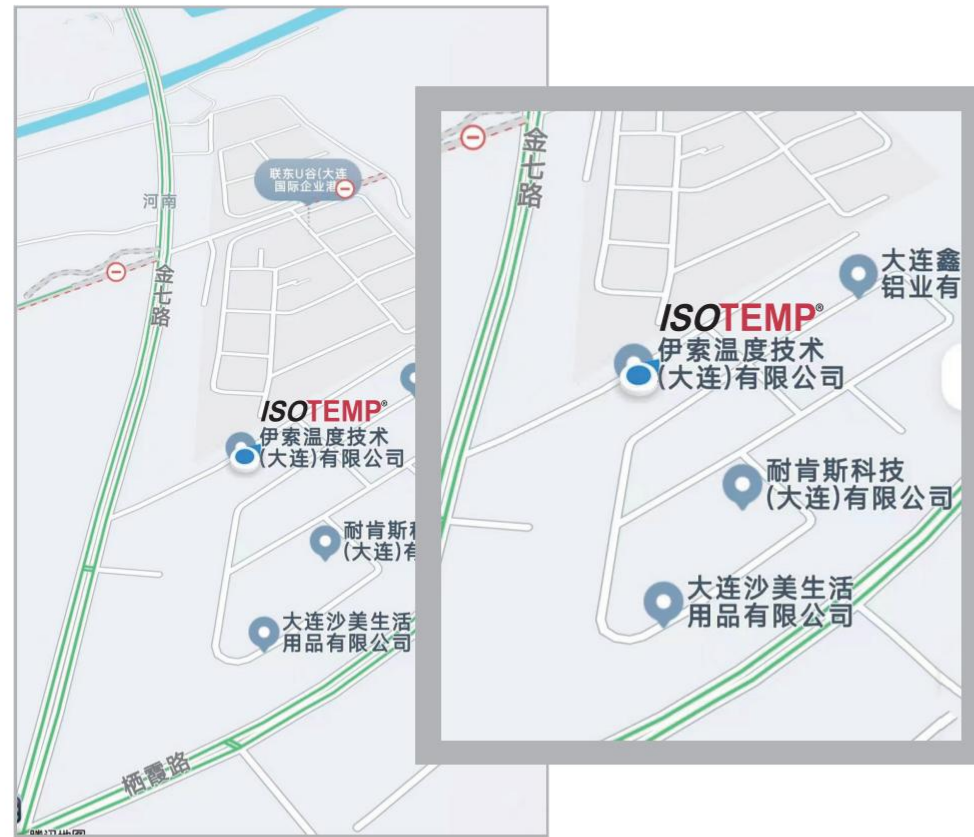 联东U谷(大连
国际企业港
河南
金七路
ISOTEMP®
伊索温度技术
(大连)有限公司
耐肯斯
(大连)有
大连沙美生活
用品有限公司
栖霞路
腾讯地图
金七路
大连鑫
铝业有
ISOTEMP®
伊索温度技术
(大连)有限公司
耐肯斯科技
(大连)有限公司
大连沙美生活
用品有限公司